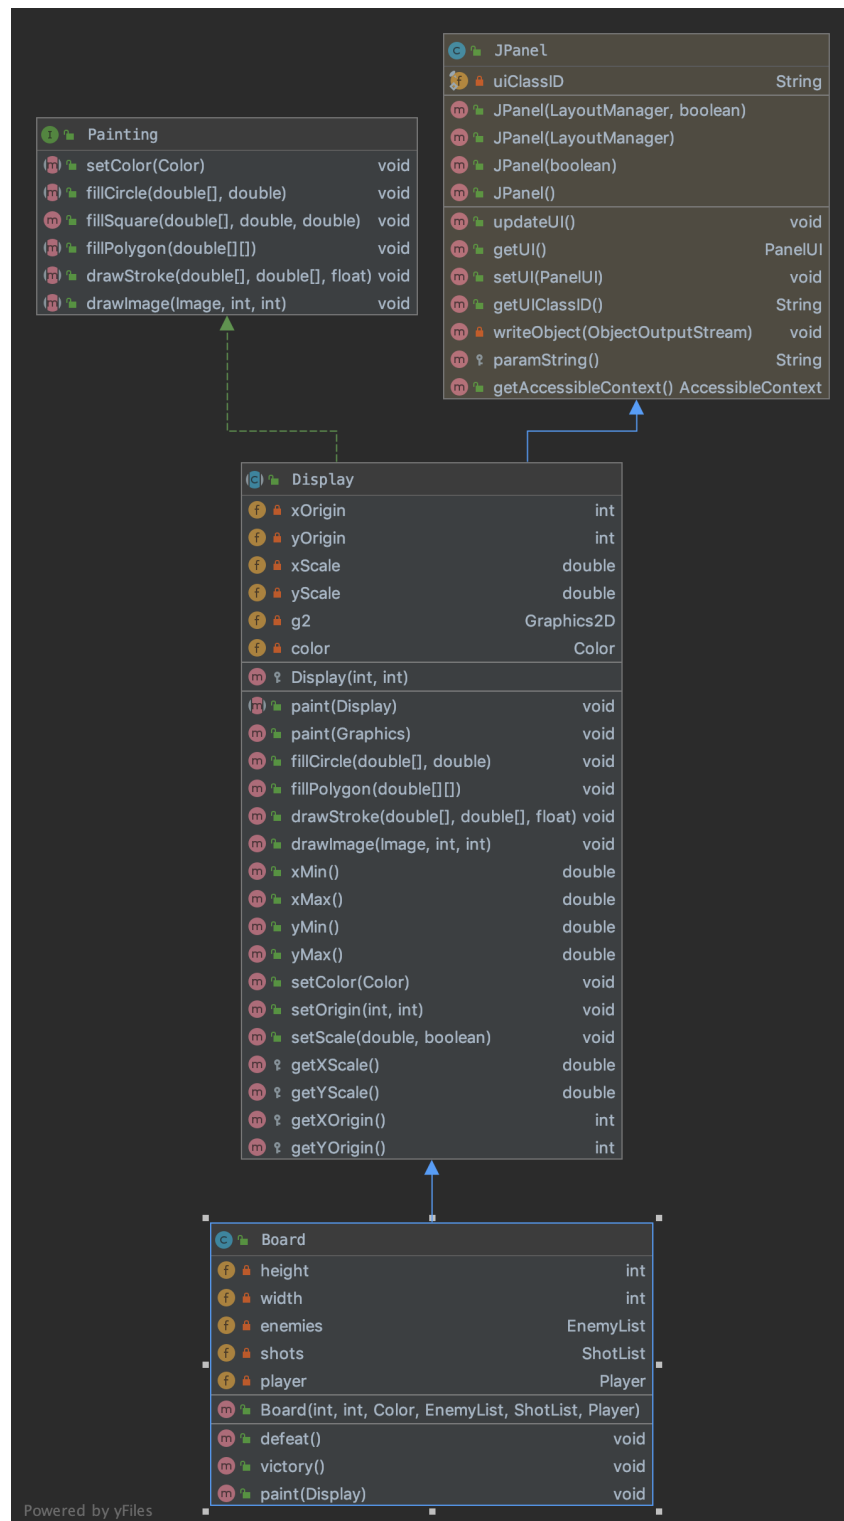 JPanel
uiClassID String
JPanel(LayoutManager, boolean)
JPanel(LayoutManager)
JPanel(boolean)
JPanel()
updateUI() void
getUI() PanelUI
setUI(PanelUI) void
getUIClassID() String
writeObject(ObjectOutputStream) void
paramString() String
getAccessibleContext() AccessibleContext
Painting
setColor(Color) void
fillCircle(double[], double) void
fillSquare(double[], double, double) void
fillPolygon(double[][]) void
drawStroke(double[], double[], float) void
drawImage(Image, int, int) void
Display
xOrigin int
yOrigin int
xScale double
yScale double
g2 Graphics2D
color Color
Display(int, int)
paint(Display) void
paint(Graphics) void
fillCircle(double[], double) void
fillPolygon(double[][]) void
drawStroke(double[], double[], float) void
drawImage(Image, int, int) void
xMin() double
xMax() double
yMin() double
yMax() double
setColor(Color) void
setOrigin(int, int) void
setScale(double, boolean) void
getXScale() double
getYScale() double
getXOrigin() int
getYOrigin() int
Board
height int
width int
enemies EnemyList
shots ShotList
player Player
Board(int, int, Color, EnemyList, ShotList, Player)
defeat() void
victory() void
paint(Display) void
Powered by yFiles